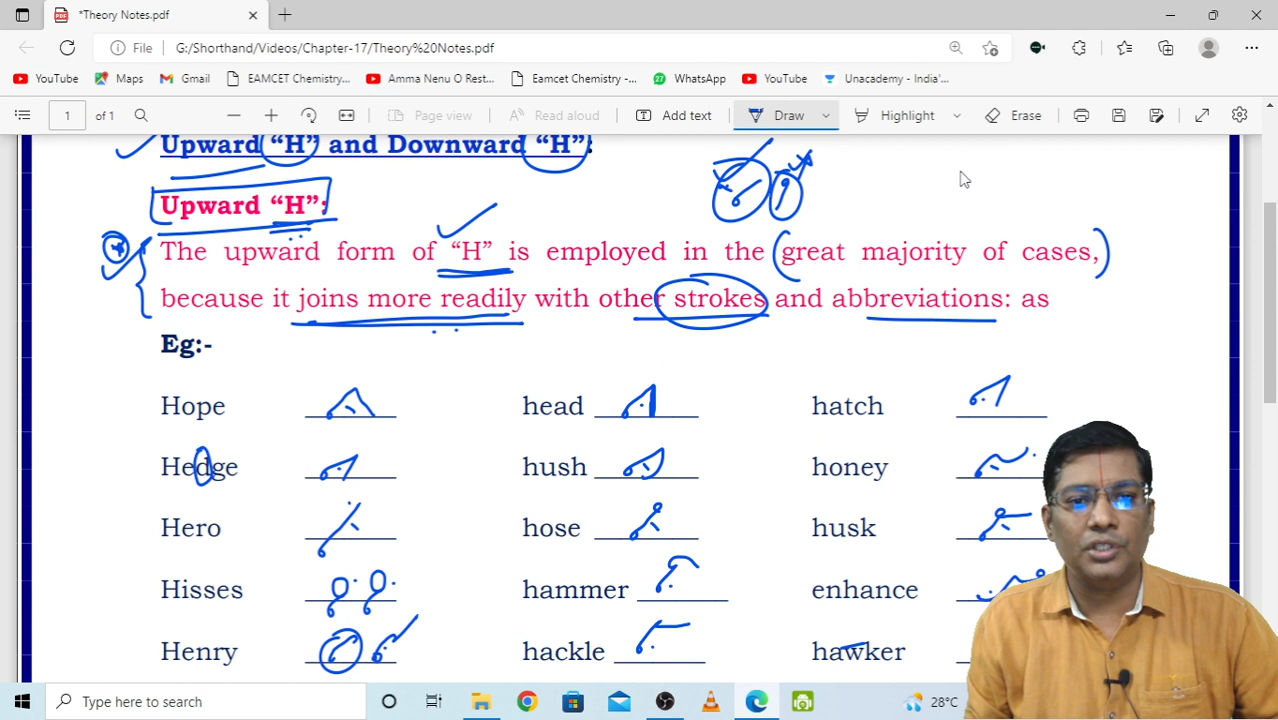 *Theory Notes.pdf
File G:/Shorthand/Videos/Chapter-17/Theory%20Notes.pdf
YouTube Maps Gmail EAMCET Chemistry... Amma Nenu O Rest... Eamcet Chemistry -... WhatsApp YouTube Unacademy - India'...
1 of 1 Page view Read aloud Add text Draw Highlight Erase
Upward “H” and Downward “H”:
Upward “H”:
The upward form of “H” is employed in the great majority of cases,
because it joins more readily with other strokes and abbreviations: as
Eg:-
Hope head hatch
Hedge hush honey
Hero hose husk
Hisses hammer enhance
Henry hackle hawker
Type here to search 28°C